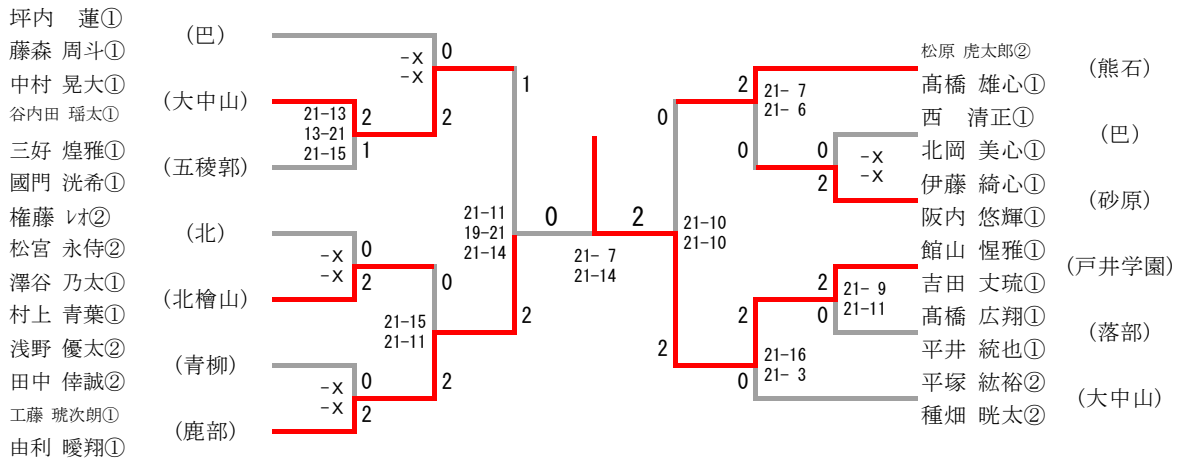 坪内　蓮①
藤森 周斗①
(巴)
中村 晃大①
谷内田 瑶太①
(大中山)
三好 煌雅①
國門 洸希①
(五稜郭)
権藤 ﾚｵ②
松宮 永侍②
(北)
澤谷 乃太①
村上 青葉①
(北檜山)
浅野 優太②
田中 倖誠②
(青柳)
工藤 琥次朗①
由利 曖翔①
(鹿部)
0
-X
-X
2
2
21-13
13-21
21-15
1
1
0
-X
-X
2
0
21-15
21-11
2
0
-X
-X
2
21-11
19-21
21-14
2
0
2
21- 7
21-14
0
21-10
21-10
2
2
21- 7
21- 6
0
0
-X
-X
2
2
21- 9
21-11
0
2
21-16
21- 3
0
松原 虎太郎②
髙橋 雄心①
(熊石)
西　清正①
北岡 美心①
(巴)
伊藤 綺心①
阪内 悠輝①
(砂原)
館山 惺雅①
吉田 丈琉①
(戸井学園)
髙橋 広翔①
平井 統也①
(落部)
平塚 紘裕②
種畑 晄太②
(大中山)